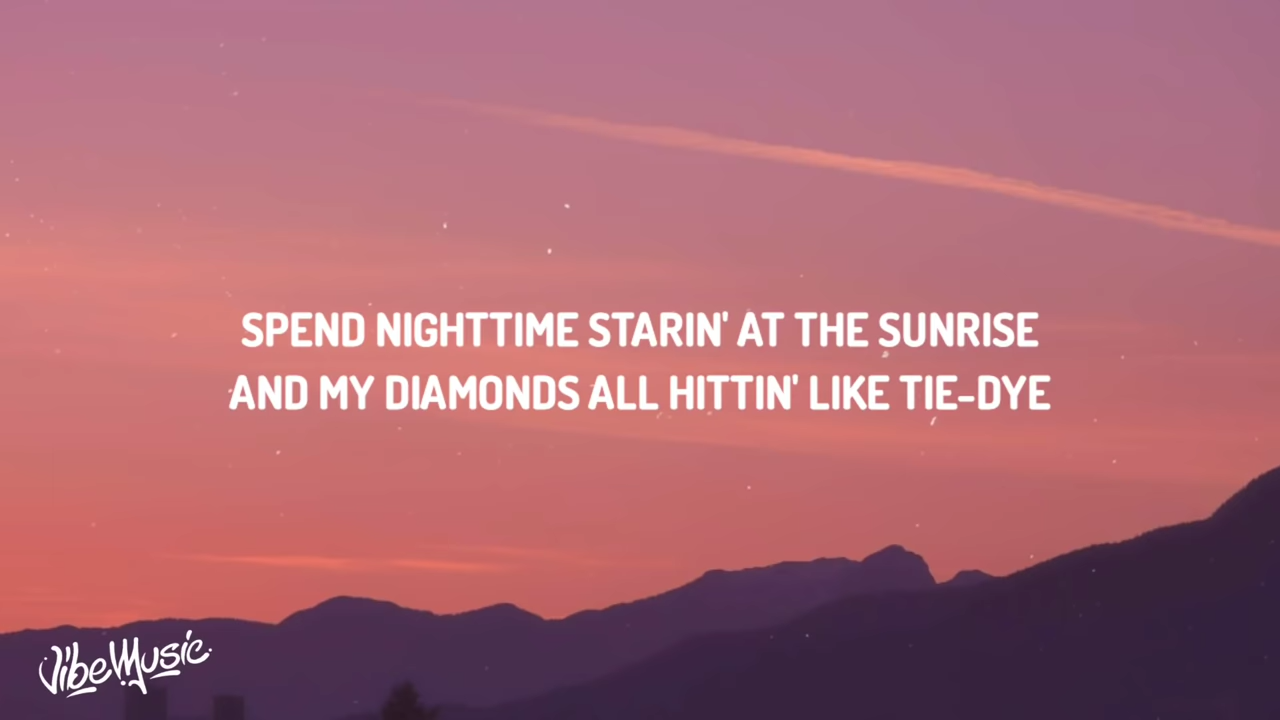 SPEND NIGHTTIME STARIN' AT THE SUNRISE
AND MY DIAMONDS ALL HITTIN' LIKE TIE-DYE
VibeMusic